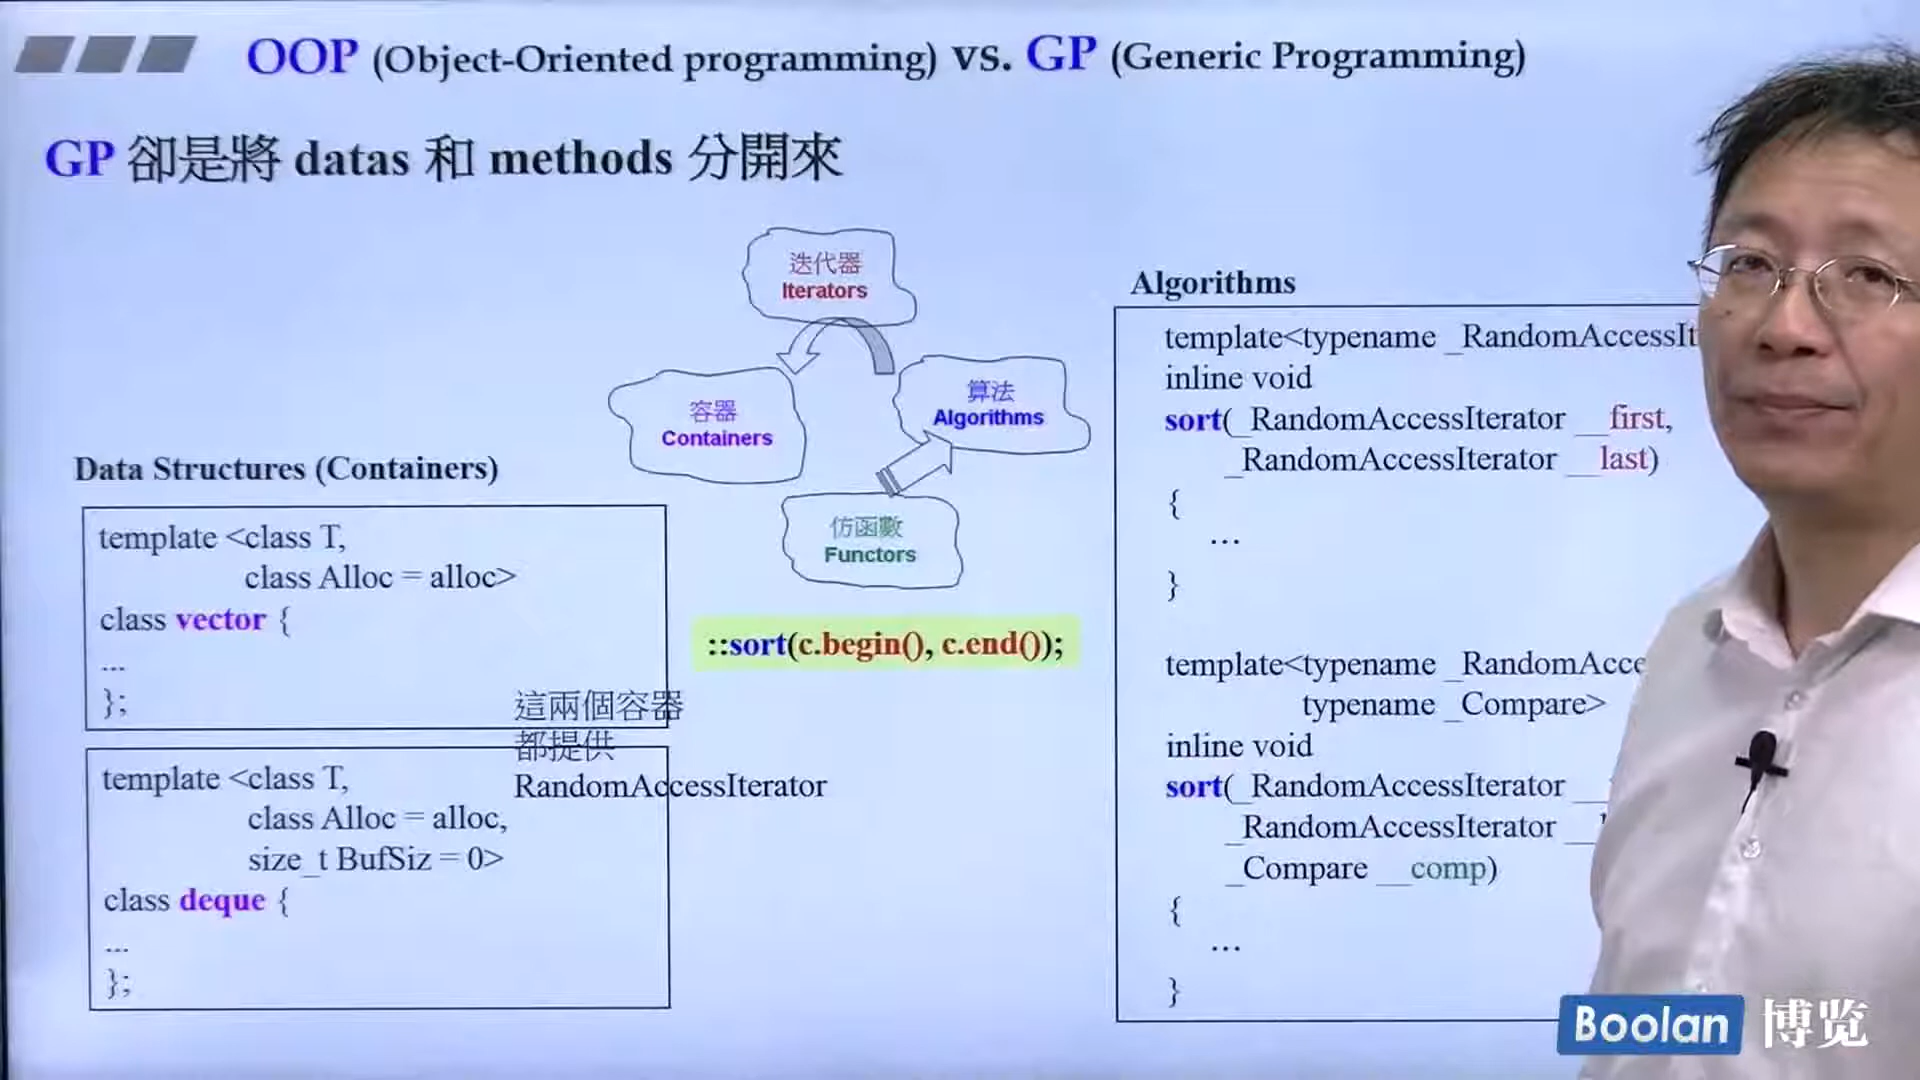 OOP (Object-Oriented programming) vs. GP (Generic Programming)
GP 卻是將 datas 和 methods 分開來
迭代器
Iterators
容器
Containers
算法
Algorithms
仿函數
Functors
::sort(c.begin(), c.end());
Data Structures (Containers)
template <class T,
class Alloc = alloc>
class vector {
...
};
這兩個容器
都提供
RandomAccessIterator
template <class T,
class Alloc = alloc,
size_t BufSiz = 0>
class deque {
...
};
Algorithms
template<typename _RandomAccessIt
inline void
sort(_RandomAccessIterator __first,
_RandomAccessIterator __last)
{
…
}
template<typename _RandomAcce
typename _Compare>
inline void
sort(_RandomAccessIterator __
_RandomAccessIterator __
_Compare __comp)
{
…
}
Boolan 博览